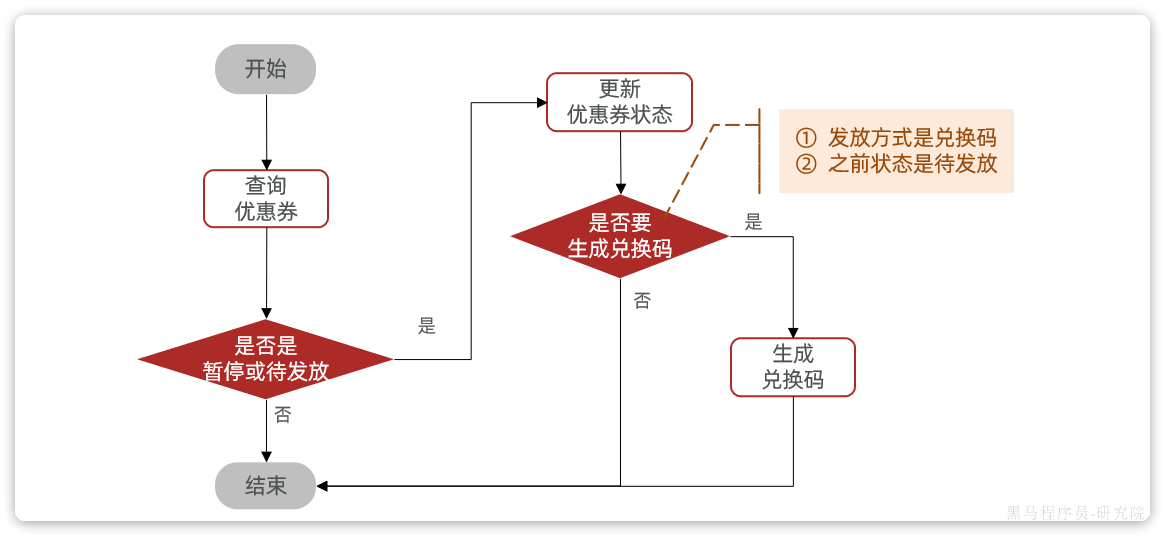 开始
查询
优惠券
是否是
暂停或待发放
是
否
结束
更新
优惠券状态
是否要
生成兑换码
① 发放方式是兑换码
② 之前状态是待发放
是
否
生成
兑换码
黑马程序员-研究院